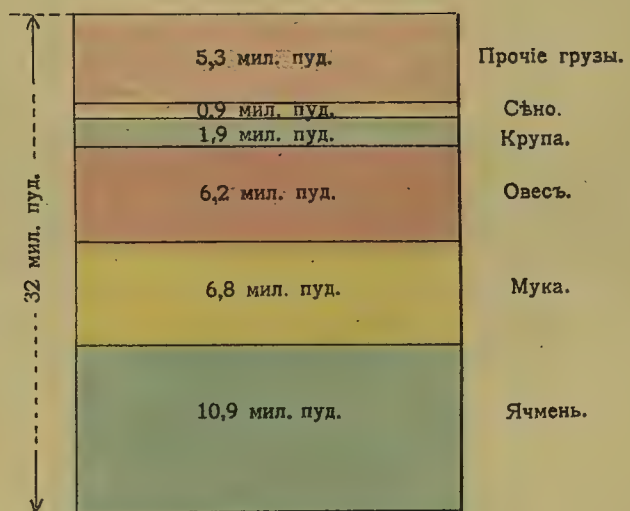 5,3 мил. пуд. Прочіе грузы.
0,9 мил. пуд. Сѣно.
1,9 мил. пуд. Крупа.
6,2 мил. пуд. Овесъ.
32 мил. пуд.
6,8 мил. пуд. Мука.
10,9 мил. пуд. Ячмень.